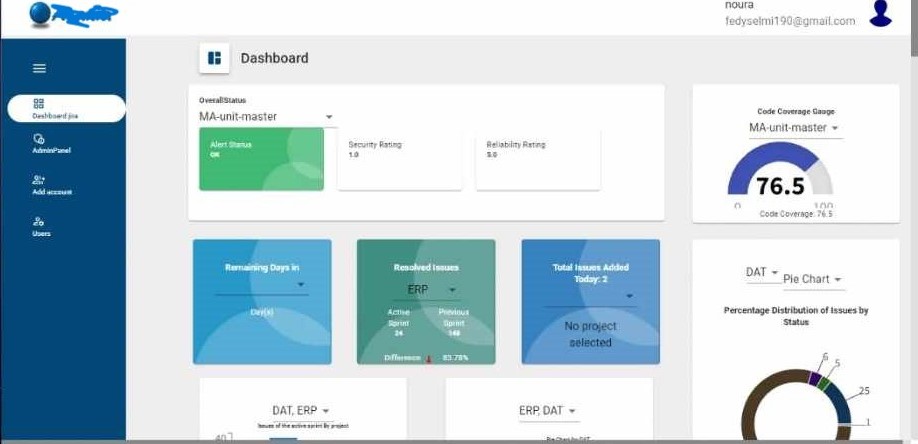 noura
fedyselmi190@gmail.com
Dashboard
Dashboard jira
AdminPanel
Add account
Users
OverallStatus
MA-unit-master
Alert Status
OK
Security Rating
1.0
Reliability Rating
5.0
Code Coverage Gauge
MA-unit-master
76.5
0
100
Code Coverage: 76.5
Remaining Days in
Day(s)
Resolved Issues
ERP
Active
Sprint
24
Previous
Sprint
148
Difference
83.78%
Total Issues Added
Today: 2
No project
selected
DAT
Pie Chart
Percentage Distribution of Issues by
Status
6
5
25
1
DAT, ERP
Issues of the active sprint By project
40
ERP, DAT
Pie Chart by DAT